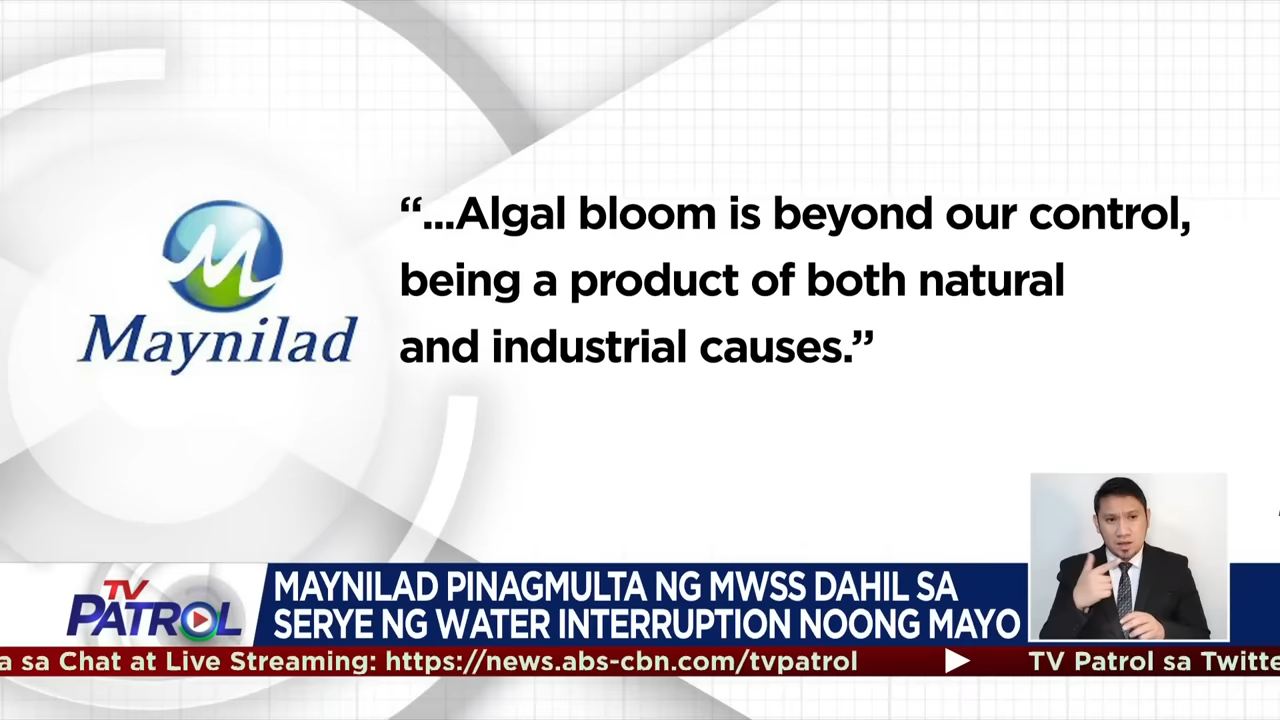 “...Algal bloom is beyond our control,
being a product of both natural
and industrial causes.”
Maynilad
TV
PATROL
MAYNILAD PINAGMULTA NG MWSS DAHIL SA
SERYE NG WATER INTERRUPTION NOONG MAYO
a sa Chat at Live Streaming: https://news.abs-cbn.com/tvpatrol
TV Patrol sa Twitte